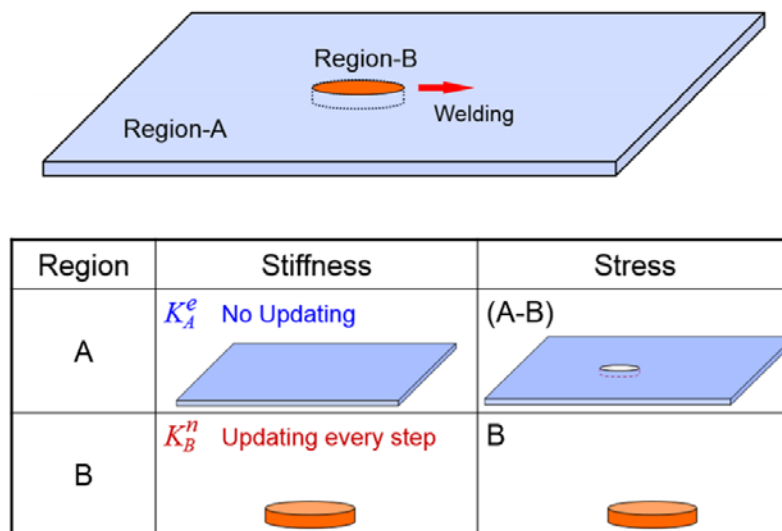 Region-B
Welding
Region-A
Region Stiffness Stress
A K_A^e No Updating (A-B)
B K_B^n Updating every step B